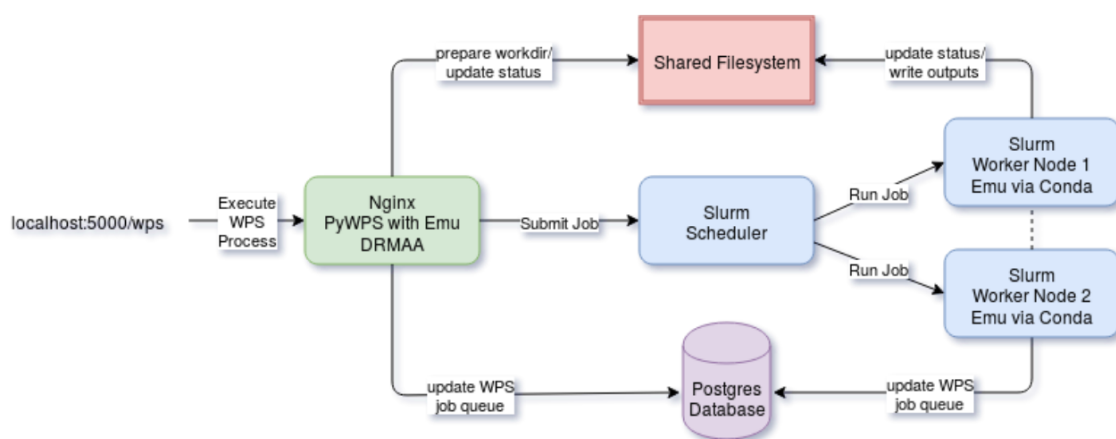 prepare workdir/
update status
Shared Filesystem
update status/
write outputs
localhost:5000/wps
Execute
WPS
Process
Nginx
PyWPS with Emu
DRMAA
Submit Job
Slurm
Scheduler
Run Job
Run Job
Slurm
Worker Node 1
Emu via Conda
Slurm
Worker Node 2
Emu via Conda
update WPS
job queue
Postgres
Database
update WPS
job queue